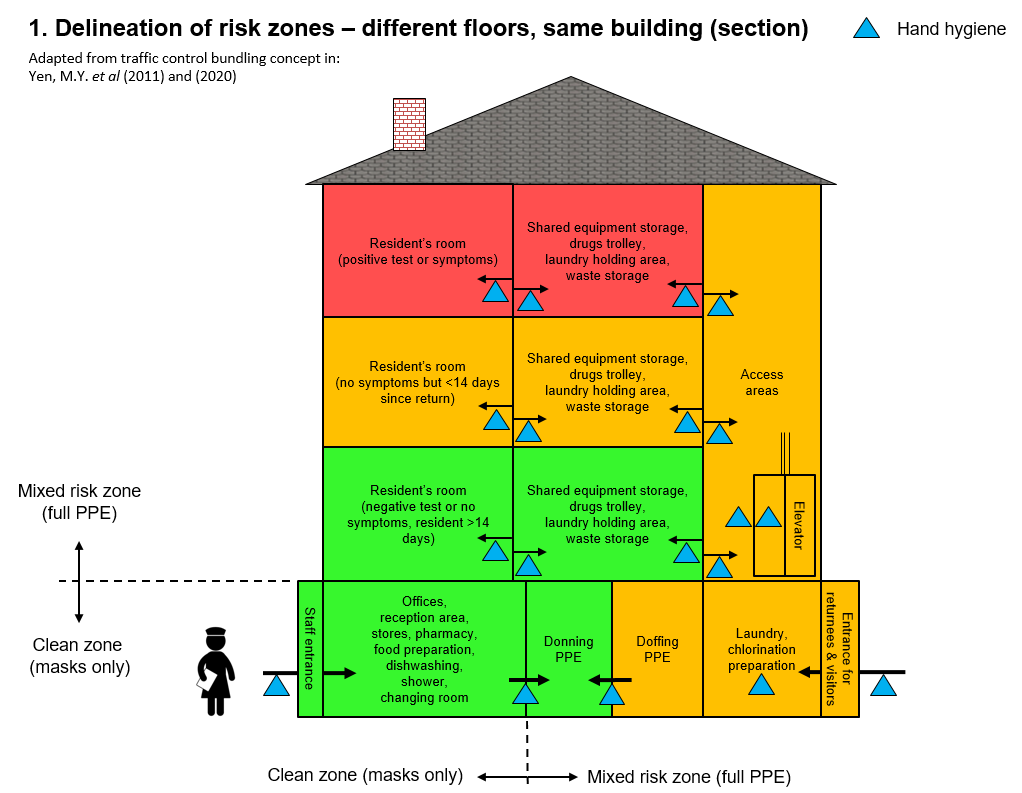 1. Delineation of risk zones – different floors, same building (section)
Hand hygiene
Adapted from traffic control bundling concept in:
Yen, M.Y. et al (2011) and (2020)
Resident’s room
(positive test or symptoms)
Shared equipment storage,
drugs trolley,
laundry holding area,
waste storage
Resident’s room
(no symptoms but <14 days
since return)
Shared equipment storage,
drugs trolley,
laundry holding area,
waste storage
Access
areas
Resident’s room
(negative test or no
symptoms, resident >14
days)
Shared equipment storage,
drugs trolley,
laundry holding area,
waste storage
Elevator
Mixed risk zone
(full PPE)
Clean zone
(masks only)
Staff entrance
Offices,
reception area,
stores, pharmacy,
food preparation,
dishwashing,
shower,
changing room
Donning
PPE
Doffing
PPE
Laundry,
chlorination
preparation
Entrance for
returnees & visitors
Clean zone (masks only)
Mixed risk zone (full PPE)